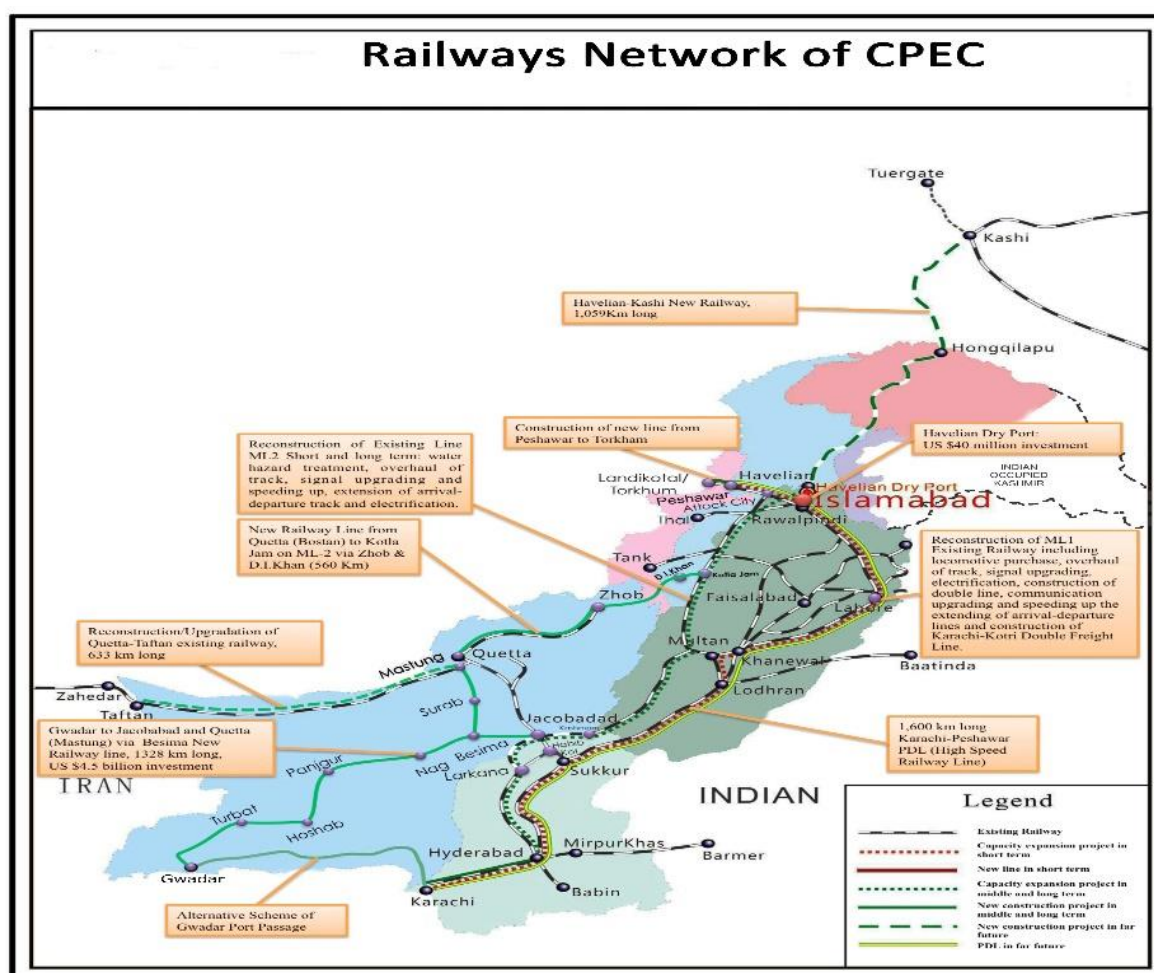 Railways Network of CPEC
Tuergate
Kashi
Havelian-Kashi New Railway,
1,059Km long
Hongqilapu
Reconstruction of Existing Line
ML2 Short and long term: water
hazard treatment, overhaul of
track, signal upgrading and
speeding up, extension of arrival-
departure track and electrification.
Construction of new line from
Peshawar to Torkham
Havelian Dry Port:
US $40 million investment
INDIAN
OCCUPED
KASHMIR
Landikotal/
Torkhum
Havelian
Havelian Dry Port
Islamabad
Peshawar
Attock City
Rawalpindi
Thal
New Railway Line from
Quetta (Bostan) to Kotla
Jam on ML-2 via Zhob &
D.I.Khan (560 Km)
Tank
D.I.Khan
Kotla Jam
Zhob
Faisalabad
Lahore
Reconstruction of ML1
Existing Railway including
locomotive purchase, overhaul
of track, signal upgrading,
electrification, construction of
double line, communication
upgrading and speeding up the
extending of arrival-departure
lines and construction of
Karachi-Kotri Double Freight
Line.
Reconstruction/Upgradation of
Quetta-Taftan existing railway,
633 km long
Multan
Khanewal
Baatinda
Mastung
Quetta
Lodhran
Zahedar
Taftan
Surab
Jacobadad
Gwadar to Jacobabad and Quetta
(Mastung) via Besima New
Railway line, 1328 km long,
US $4.5 billion investment
Nag
Besima
Habib
Kot
Larkana
Sukkur
1,600 km long
Karachi-Peshawar
PDL (High Speed
Railway Line)
Panjgur
IRAN
INDIAN
Turbat
Hoshab
Gwadar
Hyderabad
MirpurKhas
Barmer
Babin
Karachi
Alternative Scheme of
Gwadar Port Passage
Legend
Existing Railway
Capacity expansion project in
short term
New line in short term
Capacity expansion project in
middle and long term
New construction project in
middle and long term
New construction project in far
future
PDL in far future